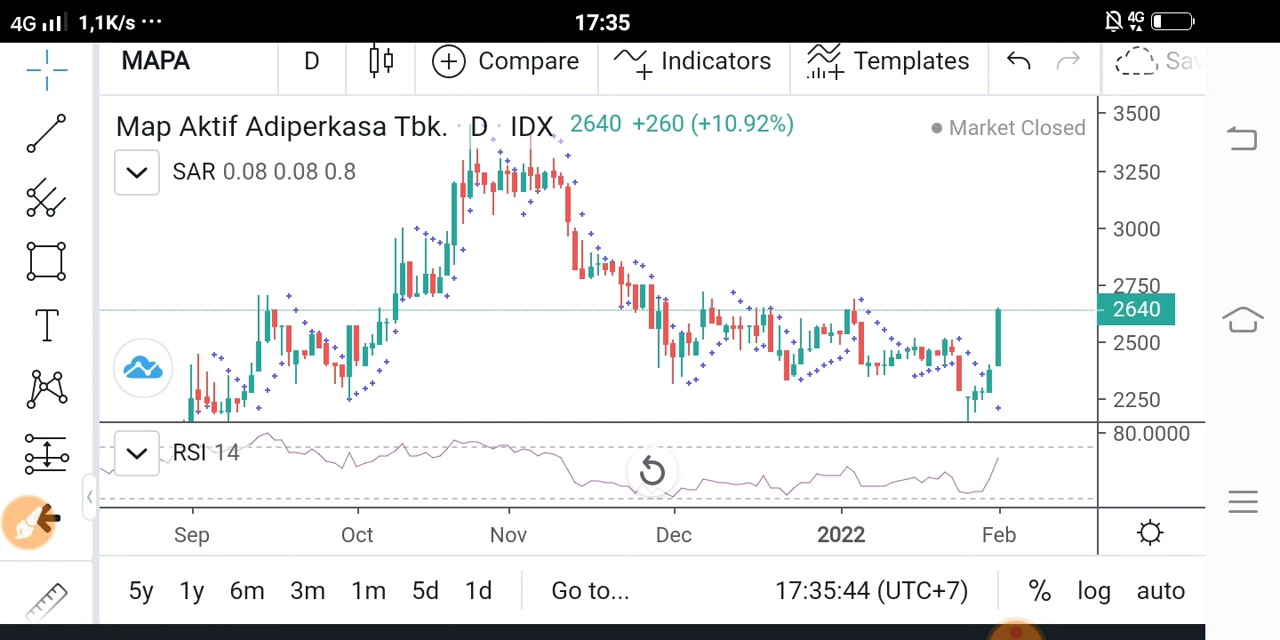 4G 1,1K/s ··· 17:35 4G
MAPA D Compare Indicators Templates
Map Aktif Adiperkasa Tbk. · D · IDX 2640 +260 (+10.92%) Market Closed
SAR 0.08 0.08 0.8
3500
3250
3000
2750
2640
2500
2250
80.0000
RSI 14
Sep Oct Nov Dec 2022 Feb
5y 1y 6m 3m 1m 5d 1d Go to... 17:35:44 (UTC+7) % log auto